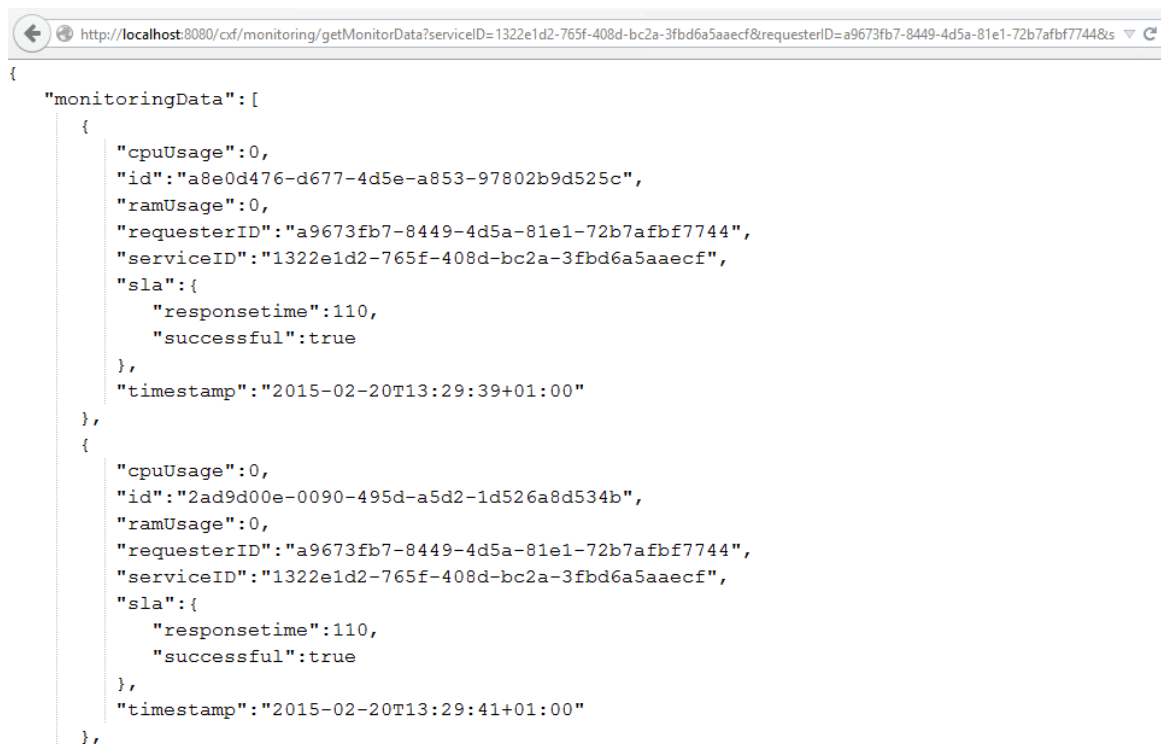 http://localhost:8080/cxf/monitoring/getMonitorData?serviceID=1322e1d2-765f-408d-bc2a-3fbd6a5aaecf&requesterID=a9673fb7-8449-4d5a-81e1-72b7afbf7744&s
{
"monitoringData":[
{
"cpuUsage":0,
"id":"a8e0d476-d677-4d5e-a853-97802b9d525c",
"ramUsage":0,
"requesterID":"a9673fb7-8449-4d5a-81e1-72b7afbf7744",
"serviceID":"1322e1d2-765f-408d-bc2a-3fbd6a5aaecf",
"sla":{
"responsetime":110,
"successful":true
},
"timestamp":"2015-02-20T13:29:39+01:00"
},
{
"cpuUsage":0,
"id":"2ad9d00e-0090-495d-a5d2-1d526a8d534b",
"ramUsage":0,
"requesterID":"a9673fb7-8449-4d5a-81e1-72b7afbf7744",
"serviceID":"1322e1d2-765f-408d-bc2a-3fbd6a5aaecf",
"sla":{
"responsetime":110,
"successful":true
},
"timestamp":"2015-02-20T13:29:41+01:00"
},